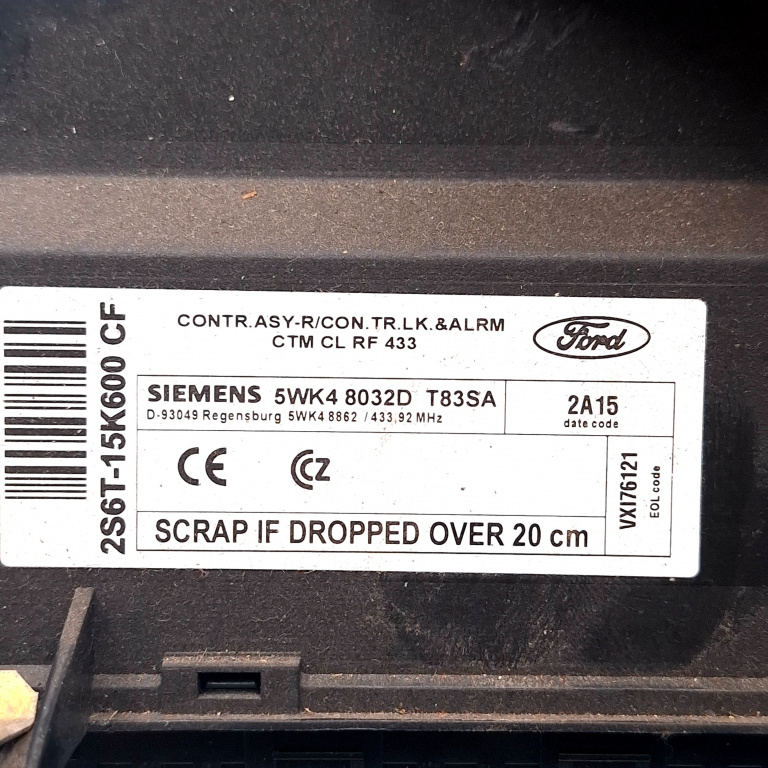 CONTR.ASY-R/CON.TR.LK.&ALRM
CTM CL RF 433
Ford
2S6T-15K600 CF
SIEMENS 5WK4 8032D T83SA
D-93049 Regensburg 5WK4 8862 / 433,92 MHz
2A15
date code
CE CZ
VXI76121
EOL code
SCRAP IF DROPPED OVER 20 cm